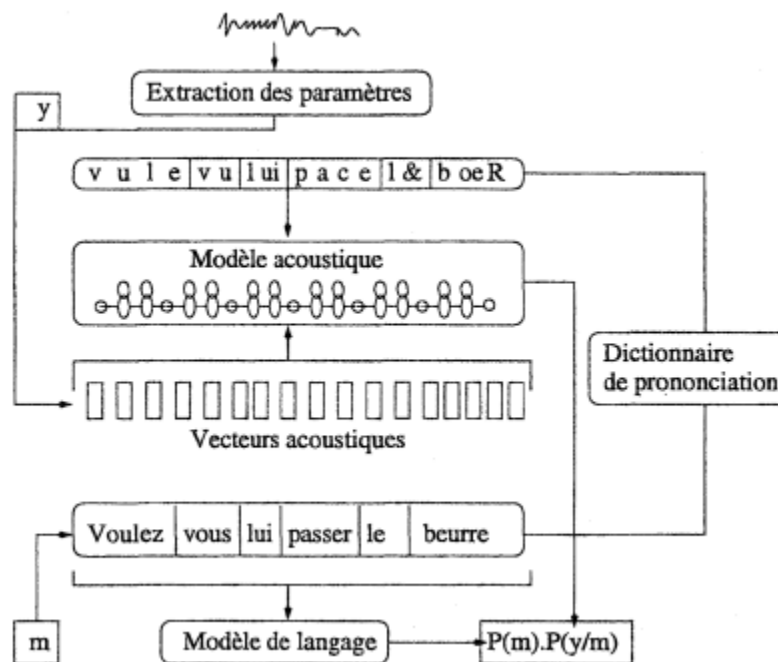 Extraction des paramètres
y
v u l e vu lui p a c e l& b oeR
Modèle acoustique
Dictionnaire
de prononciation
Vecteurs acoustiques
Voulez vous lui passer le beurre
m
Modèle de langage
P(m).P(y/m)